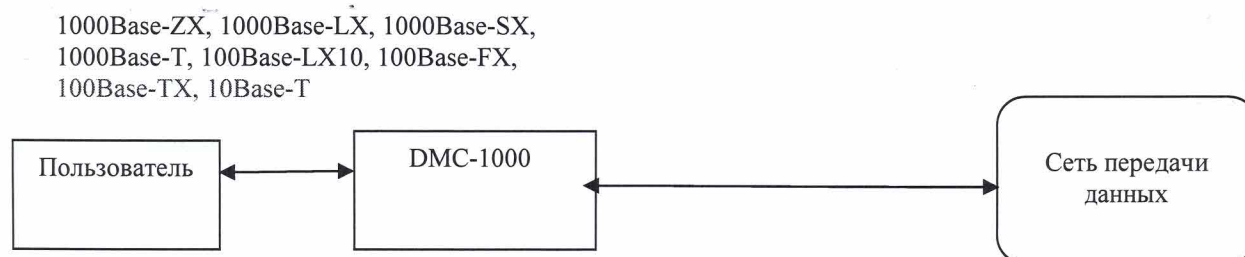 1000Base-ZX, 1000Base-LX, 1000Base-SX,
1000Base-T, 100Base-LX10, 100Base-FX,
100Base-TX, 10Base-T
Пользователь
DMC-1000
Сеть передачи
данных